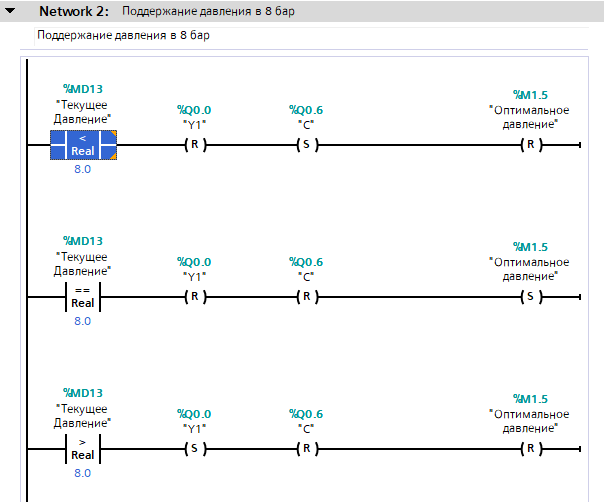 Network 2: Поддержание давления в 8 бар
Поддержание давления в 8 бар
%MD13
"Текущее
Давление"
<
Real
8.0
%Q0.0
"Y1"
R
%Q0.6
"C"
S
%M1.5
"Оптимальное
давление"
R
%MD13
"Текущее
Давление"
==
Real
8.0
%Q0.0
"Y1"
R
%Q0.6
"C"
R
%M1.5
"Оптимальное
давление"
S
%MD13
"Текущее
Давление"
>
Real
8.0
%Q0.0
"Y1"
S
%Q0.6
"C"
R
%M1.5
"Оптимальное
давление"
R